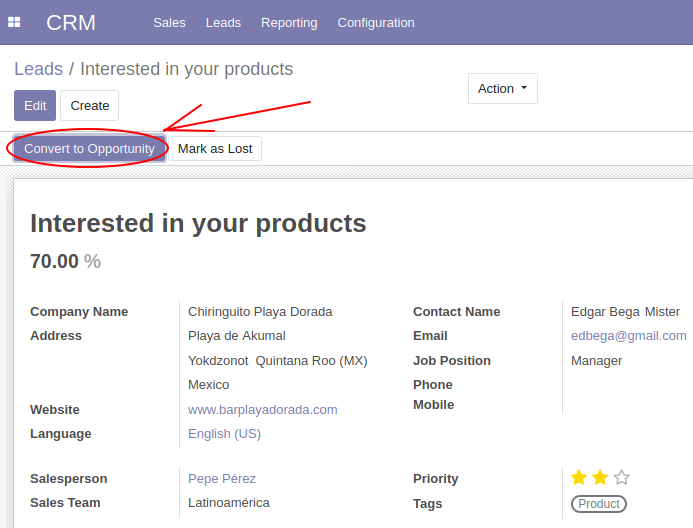 CRM Sales Leads Reporting Configuration
Leads / Interested in your products
Action
Edit Create
Convert to Opportunity Mark as Lost
Interested in your products
70.00 %
Company Name Chiringuito Playa Dorada Contact Name Edgar Bega Mister
Address Playa de Akumal Email edbega@gmail.com
Yokdzonot Quintana Roo (MX) Job Position Manager
Mexico Phone
Mobile
Website www.barplayadorada.com
Language English (US)
Salesperson Pepe Pérez Priority
Sales Team Latinoamérica Tags Product